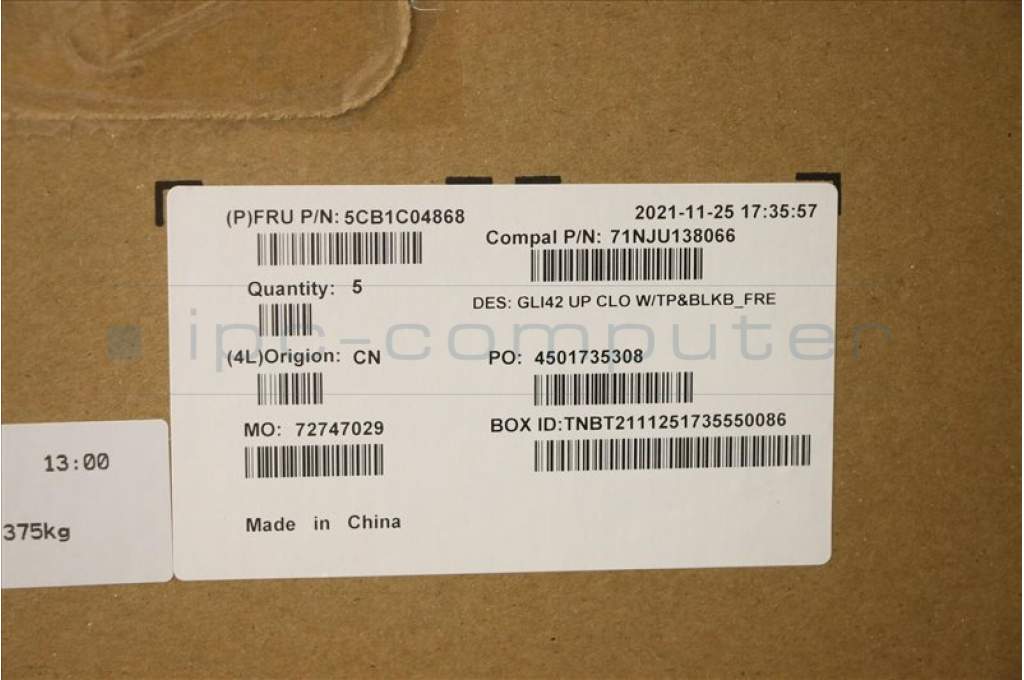 (P)FRU P/N: 5CB1C04868
2021-11-25 17:35:57
Compal P/N: 71NJU138066
Quantity: 5
DES: GLI42 UP CLO W/TP&BLKB_FRE
ipc-computer
(4L)Origion: CN
PO: 4501735308
MO: 72747029
BOX ID:TNBT2111251735550086
Made in China
13:00
375kg